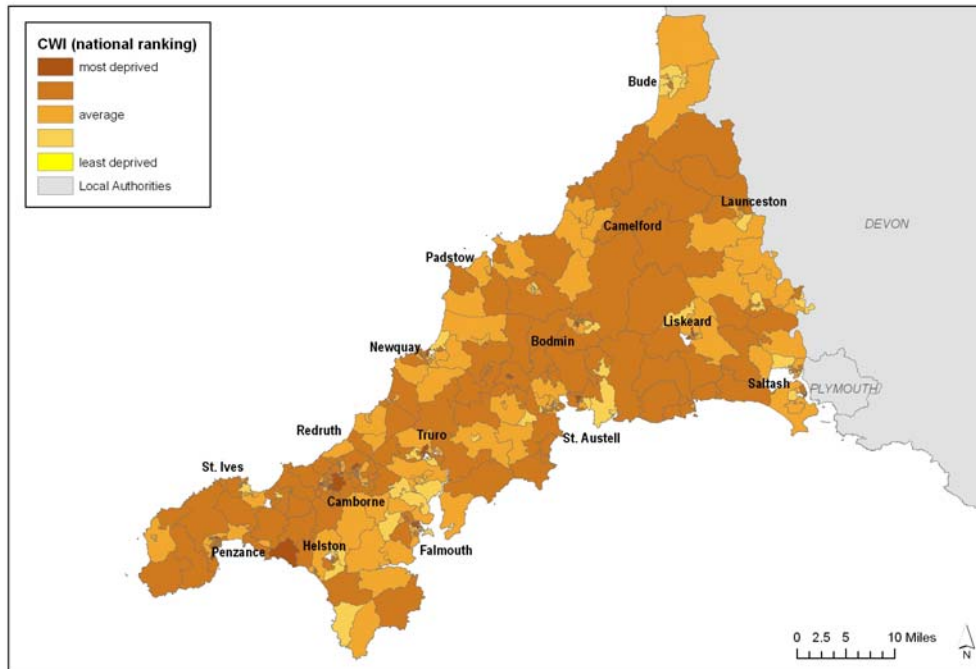 CWI (national ranking)
most deprived
average
least deprived
Local Authorities
Bude
Launceston
Camelford
DEVON
Padstow
Liskeard
Bodmin
Newquay
Saltash
PLYMOUTH
Redruth
Truro
St. Austell
St. Ives
Camborne
Penzance
Helston
Falmouth
0 2.5 5 10 Miles
N